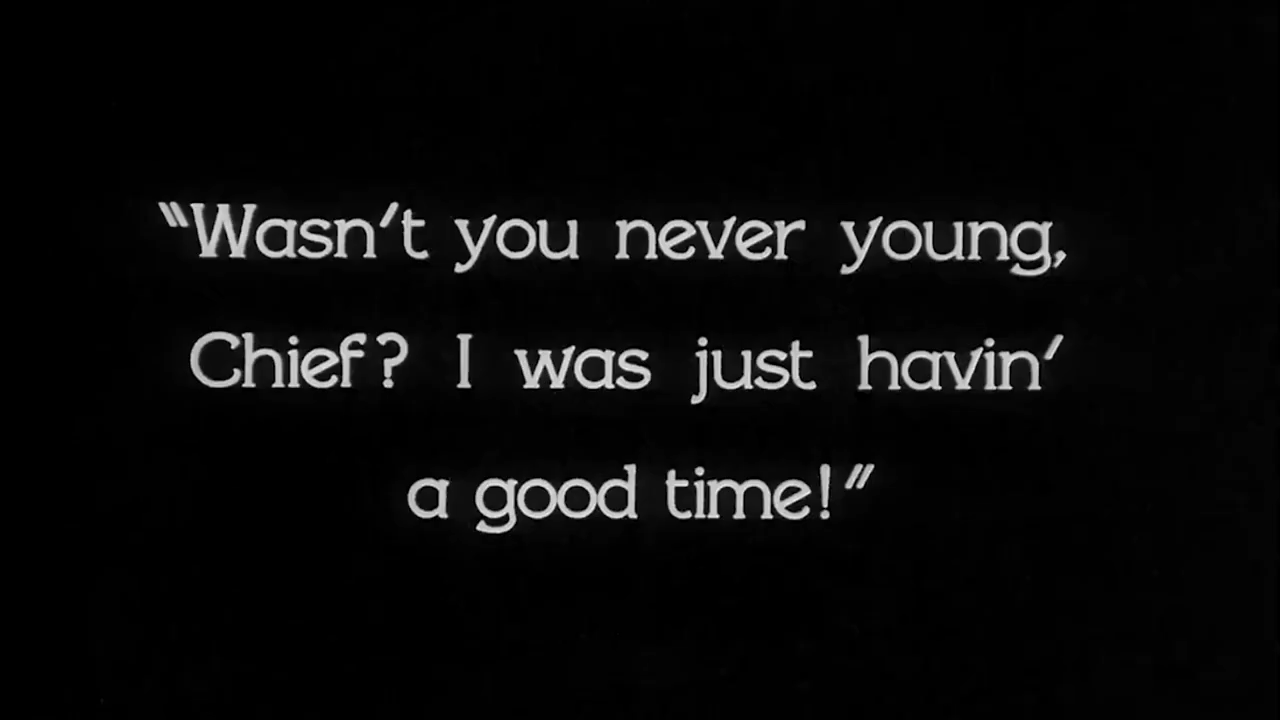 “Wasn't you never young,
Chief? I was just havin'
a good time!”